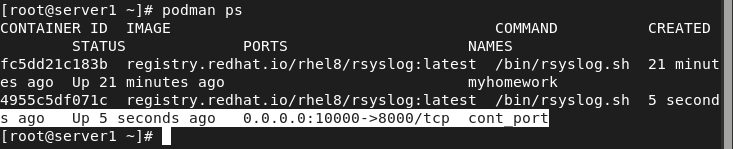 [root@server1 ~]# podman ps
CONTAINER ID  IMAGE                                    COMMAND          CREATED
        STATUS             PORTS                    NAMES
fc5dd21c183b  registry.redhat.io/rhel8/rsyslog:latest  /bin/rsyslog.sh  21 minut
es ago  Up 21 minutes ago                           myhomework
4955c5df071c  registry.redhat.io/rhel8/rsyslog:latest  /bin/rsyslog.sh  5 second
s ago   Up 5 seconds ago   0.0.0.0:10000->8000/tcp  cont_port
[root@server1 ~]#